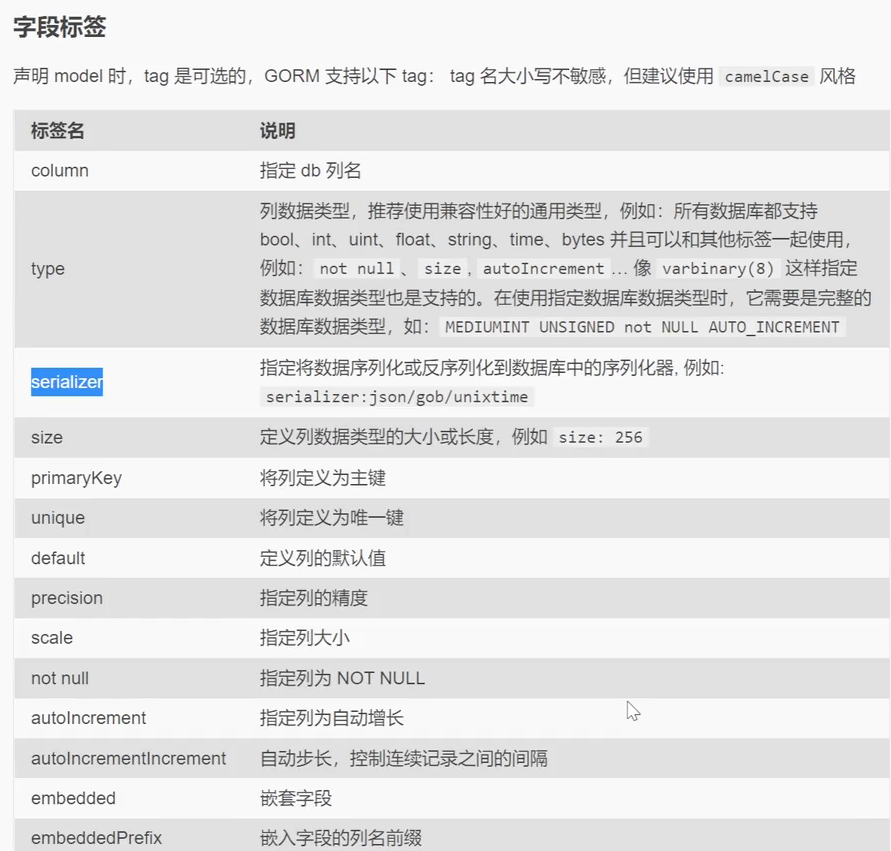 字段标签
声明 model 时，tag 是可选的，GORM 支持以下 tag： tag 名大小写不敏感，但建议使用 camelCase 风格
标签名 说明
column 指定 db 列名
type 列数据类型，推荐使用兼容性好的通用类型，例如：所有数据库都支持
bool、int、uint、float、string、time、bytes 并且可以和其他标签一起使用，
例如： not null 、 size , autoIncrement … 像 varbinary(8) 这样指定
数据库数据类型也是支持的。在使用指定数据库数据类型时，它需要是完整的
数据库数据类型，如： MEDIUMINT UNSIGNED not NULL AUTO_INCREMENT
serializer 指定将数据序列化或反序列化到数据库中的序列化器, 例如:
serializer:json/gob/unixtime
size 定义列数据类型的大小或长度，例如 size: 256
primaryKey 将列定义为主键
unique 将列定义为唯一键
default 定义列的默认值
precision 指定列的精度
scale 指定列大小
not null 指定列为 NOT NULL
autoIncrement 指定列为自动增长
autoIncrementIncrement 自动步长，控制连续记录之间的间隔
embedded 嵌套字段
embeddedPrefix 嵌入字段的列名前缀